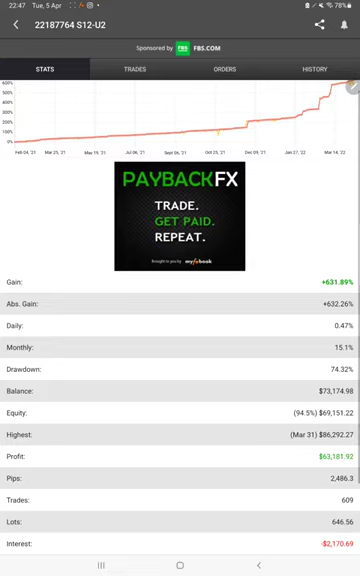 22:47 Tue, 5 Apr 78%
22187764 S12-U2
Sponsored by FBS FBS.COM
STATS TRADES ORDERS HISTORY
600%
500%
400%
300%
200%
100%
0%
Feb 04, '21 Mar 25, '21 May 19, '21 Jul 06, '21 Sept 06, '21 Oct 25, '21 Dec 09, '21 Jan 27, '22 Mar 14, '22
PAYBACKFX
TRADE.
GET PAID.
REPEAT.
Brought to you by myfxbook
Gain: +631.89%
Abs. Gain: +632.26%
Daily: 0.47%
Monthly: 15.1%
Drawdown: 74.32%
Balance: $73,174.98
Equity: (94.5%) $69,151.22
Highest: (Mar 31) $86,292.27
Profit: $63,181.92
Pips: 2,486.3
Trades: 609
Lots: 646.56
Interest: -$2,170.69